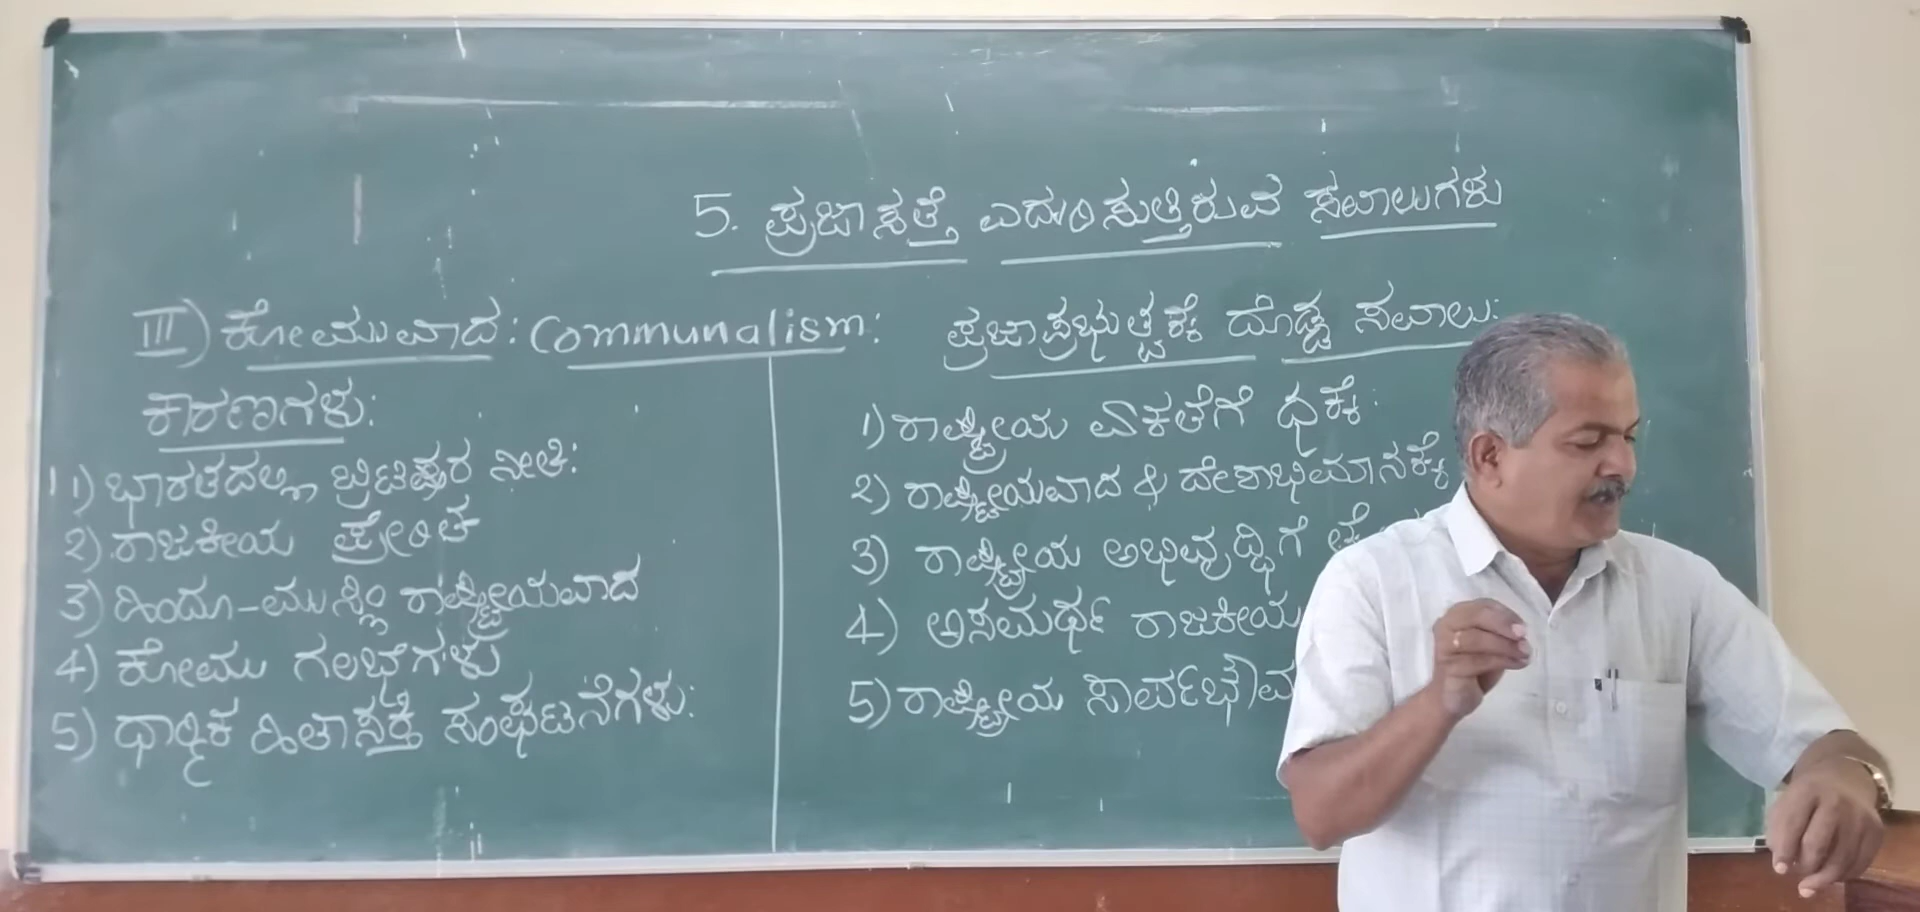 5. ಪ್ರಜಾಸತ್ತೆ ಎದುರಿಸುತ್ತಿರುವ ಸವಾಲುಗಳು
III) ಕೋಮುವಾದ: Communalism:
ಕಾರಣಗಳು:
1) ಭಾರತದಲ್ಲಿ ಬ್ರಿಟಿಷರ ನೀತಿ:
2) ರಾಜಕೀಯ ಪ್ರೇರಿತ
3) ಹಿಂದೂ-ಮುಸ್ಲಿಂ ರಾಷ್ಟ್ರೀಯವಾದ
4) ಕೋಮು ಗಲಭೆಗಳು
5) ಧಾರ್ಮಿಕ ಹಿತಾಸಕ್ತಿ ಸಂಘಟನೆಗಳು:
ಪ್ರಜಾಪ್ರಭುತ್ವಕ್ಕೆ ದೊಡ್ಡ ಸವಾಲು:
1) ರಾಷ್ಟ್ರೀಯ ಏಕತೆಗೆ ಧಕ್ಕೆ:
2) ರಾಷ್ಟ್ರೀಯವಾದ & ದೇಶಾಭಿಮಾನಕ್ಕೆ
3) ರಾಷ್ಟ್ರೀಯ ಅಭಿವೃದ್ಧಿಗೆ
4) ಅಸಮರ್ಥ ರಾಜಕೀಯ
5) ರಾಷ್ಟ್ರೀಯ ಸಾರ್ವಭೌಮ